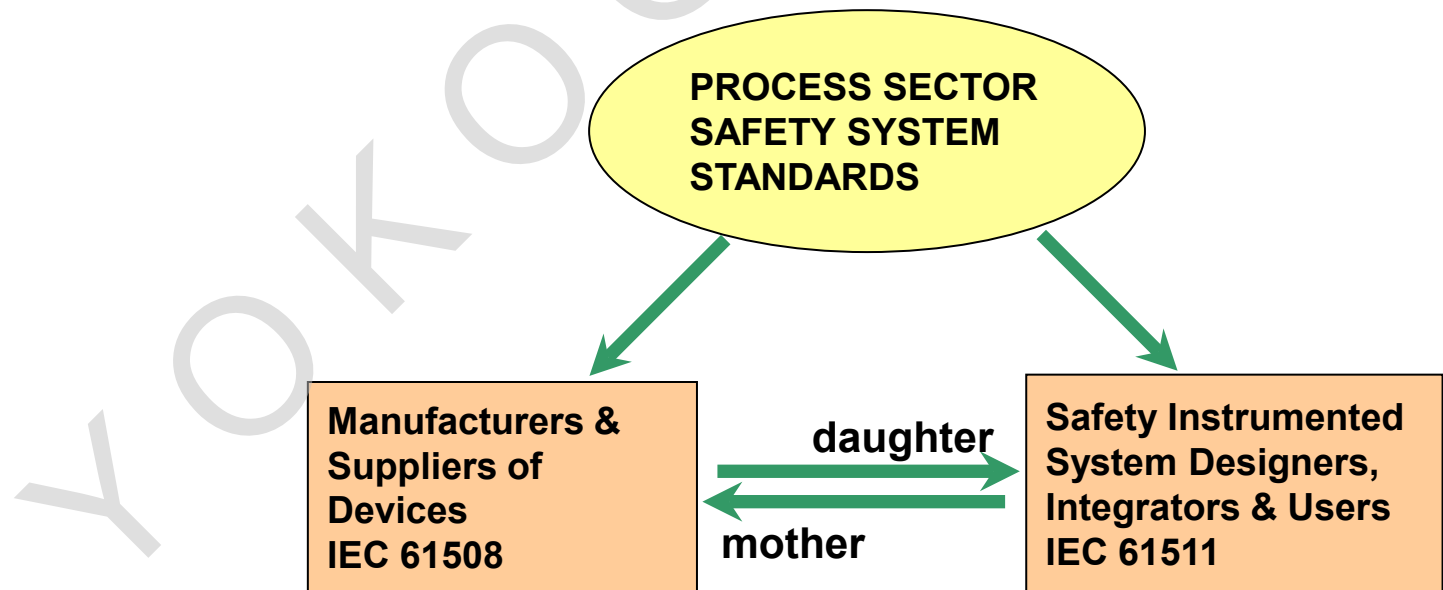 PROCESS SECTOR
SAFETY SYSTEM
STANDARDS
Manufacturers &
Suppliers of
Devices
IEC 61508
daughter
mother
Safety Instrumented
System Designers,
Integrators & Users
IEC 61511
YOKO